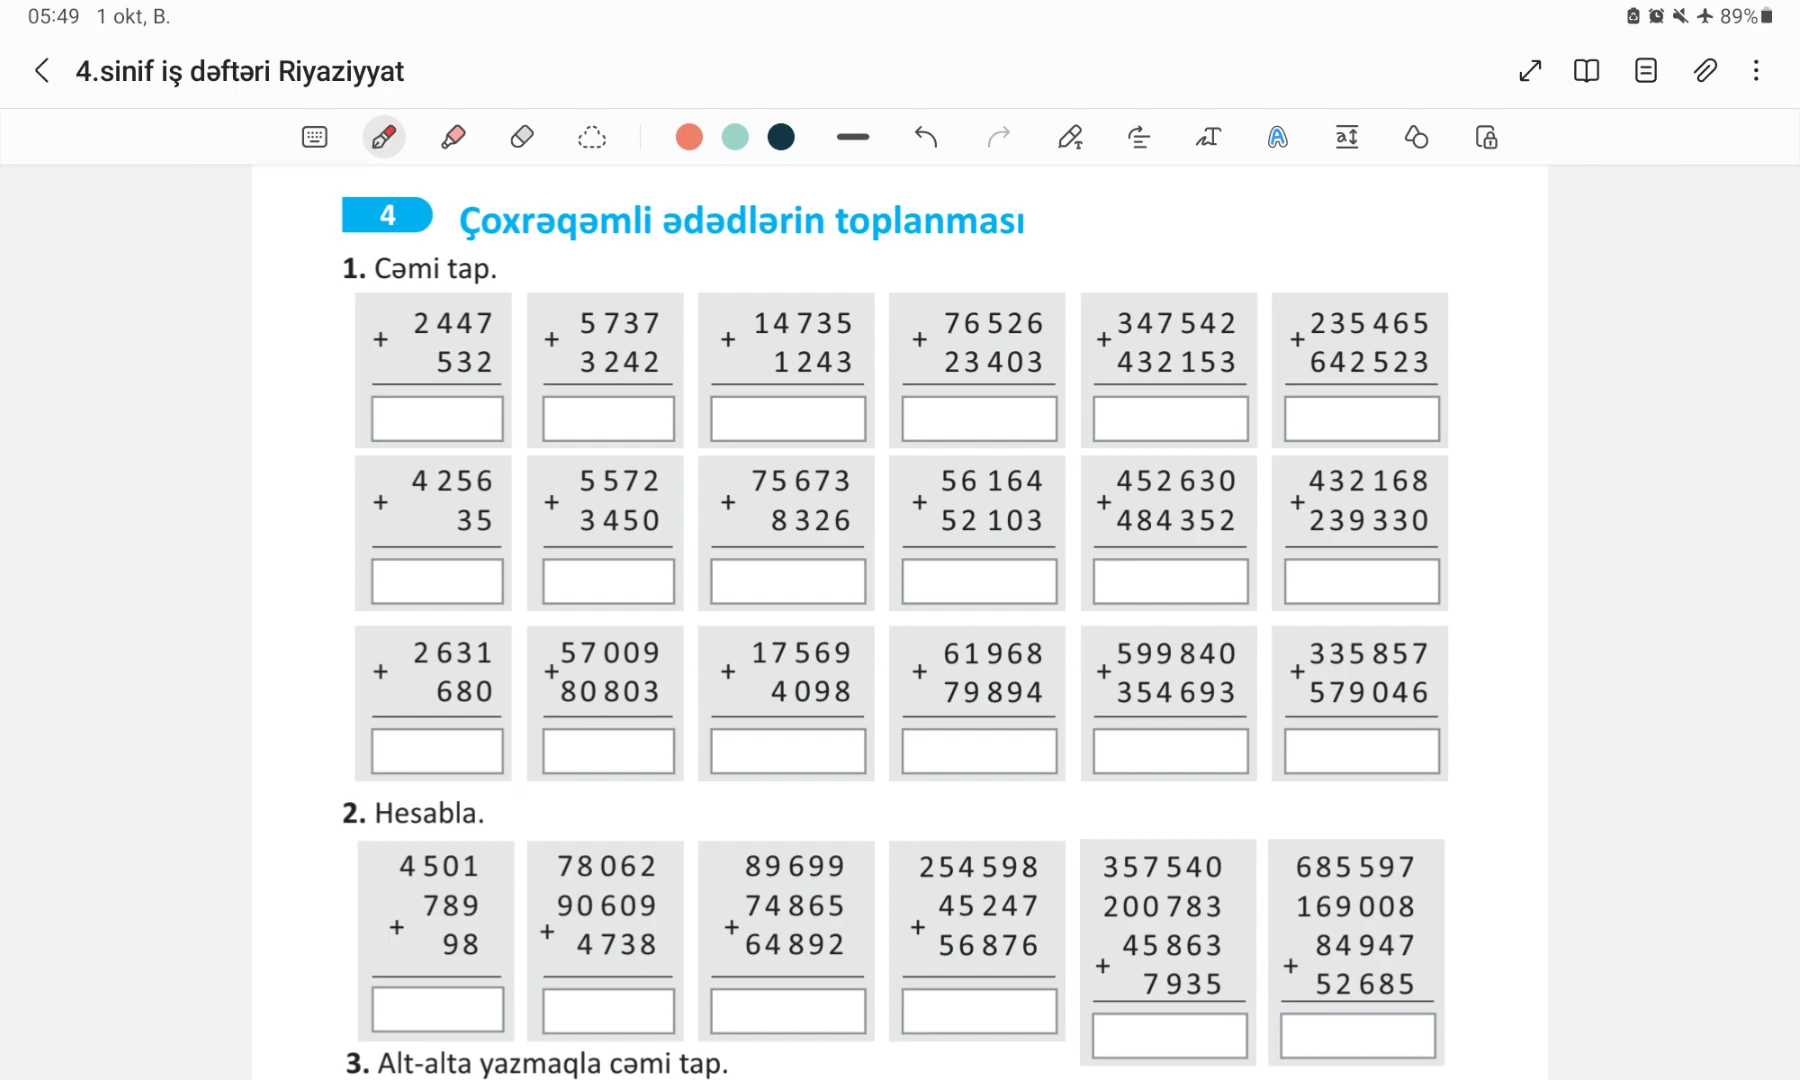 05:49 1 okt, B.
89%
4.sinif iş dəftəri Riyaziyyat
4 Çoxrəqəmli ədədlərin toplanması
1. Cəmi tap.
2 447 5 737 14 735 76 526 347 542 235 465
+ + + + + +
532 3 242 1 243 23 403 432 153 642 523
4 256 5 572 75 673 56 164 452 630 432 168
+ + + + + +
35 3 450 8 326 52 103 484 352 239 330
2 631 57 009 17 569 61 968 599 840 335 857
+ + + + + +
680 80 803 4 098 79 894 354 693 579 046
2. Hesabla.
4 501 78 062 89 699 254 598 357 540 685 597
789 90 609 74 865 45 247 200 783 169 008
+ + + +
98 4 738 64 892 56 876 45 863 84 947
+ +
7 935 52 685
3. Alt-alta yazmaqla cəmi tap.